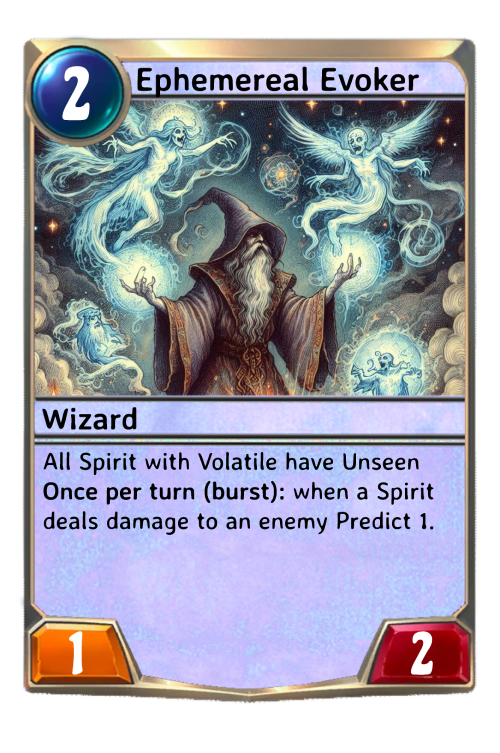 2
Ephemereal Evoker
Wizard
All Spirit with Volatile have Unseen
Once per turn (burst): when a Spirit
deals damage to an enemy Predict 1.
1
2